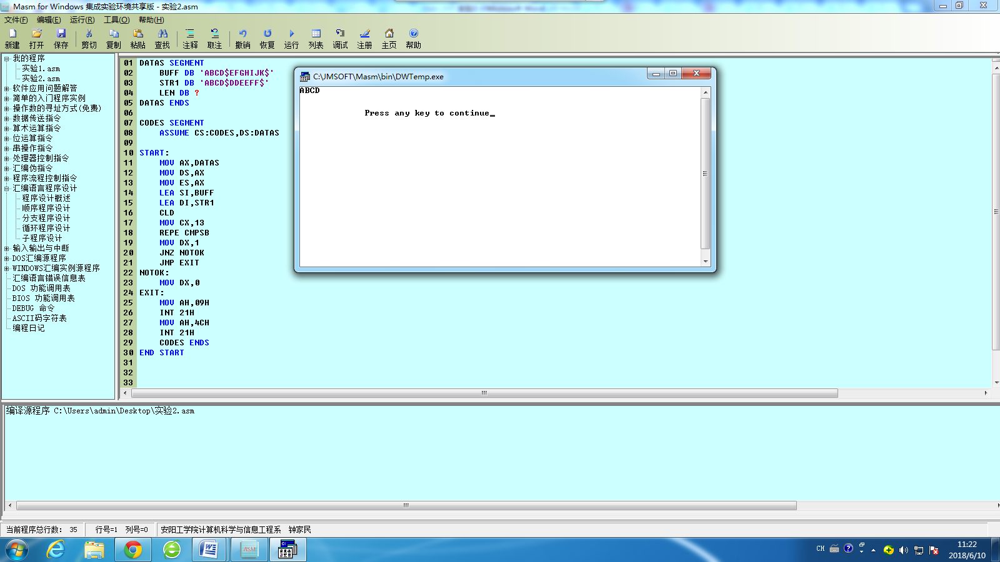 Masm for Windows 集成实验环境共享版 - 实验2.asm
文件(F) 编辑(E) 运行(R) 工具(O) 帮助(H)
新建 打开 保存 剪切 复制 粘贴 查找 注释 取注 撤销 恢复 运行 列表 调试 注册 主页 帮助
我的程序
实验1.asm
实验2.asm
软件应用问题解答
简单的入门程序实例
操作数的寻址方式(免费)
数据传送指令
算术运算指令
位运算指令
串操作指令
处理器控制指令
汇编伪指令
程序流程控制指令
汇编语言程序设计
程序设计概述
顺序程序设计
分支程序设计
循环程序设计
子程序设计
输入输出与中断
DOS汇编源程序
WINDOWS汇编实例源程序
汇编语言错误信息表
DOS 功能调用表
BIOS 功能调用表
DEBUG 命令
ASCII码字符表
编程日记
01 DATAS SEGMENT
02 BUFF DB 'ABCD$EFGHIJK$'
03 STR1 DB 'ABCD$DDEEFF$'
04 LEN DB ?
05 DATAS ENDS
06
07 CODES SEGMENT
08 ASSUME CS:CODES,DS:DATAS
09
10 START:
11 MOV AX,DATAS
12 MOV DS,AX
13 MOV ES,AX
14 LEA SI,BUFF
15 LEA DI,STR1
16 CLD
17 MOV CX,13
18 REPE CMPSB
19 MOV DX,1
20 JNZ NOTOK
21 JMP EXIT
22 NOTOK:
23 MOV DX,0
24 EXIT:
25 MOV AH,09H
26 INT 21H
27 MOV AH,4CH
28 INT 21H
29 CODES ENDS
30 END START
31
32
33
C:\JMSOFT\Masm\bin\DWTemp.exe
ABCD
Press any key to continue_
编译源程序 C:\Users\admin\Desktop\实验2.asm
当前程序总行数: 35 行号=1 列号=0 安阳工学院计算机科学与信息工程系 钟家民
CH
11:22
2018/6/10